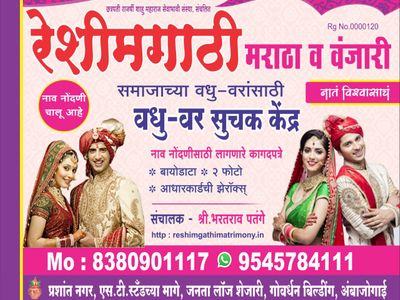 छत्रपती राजर्षी शाहु महाराज सेवाभावी संस्था, संचलित
Rg No.0000120
रेशीमगाठी मराठा व वंजारी
समाजाच्या वधु-वरांसाठी
नातं विश्वासाचं
नाव नोंदणी
चालू आहे
वधु-वर सुचक केंद्र
नाव नोंदणीसाठी लागणारे कागदपत्रे
* बायोडाटा * २ फोटो
* आधारकार्डची झेरॉक्स
संचालक - श्री.भरतराव पतंगे
http : reshimgathimatrimony.in
Mo : 8380901117 9545784111
प्रशांत नगर, एस.टी.स्टँडच्या मागे, जनता लॉज शेजारी, गोवर्धन बिल्डींग, अंबाजोगाई